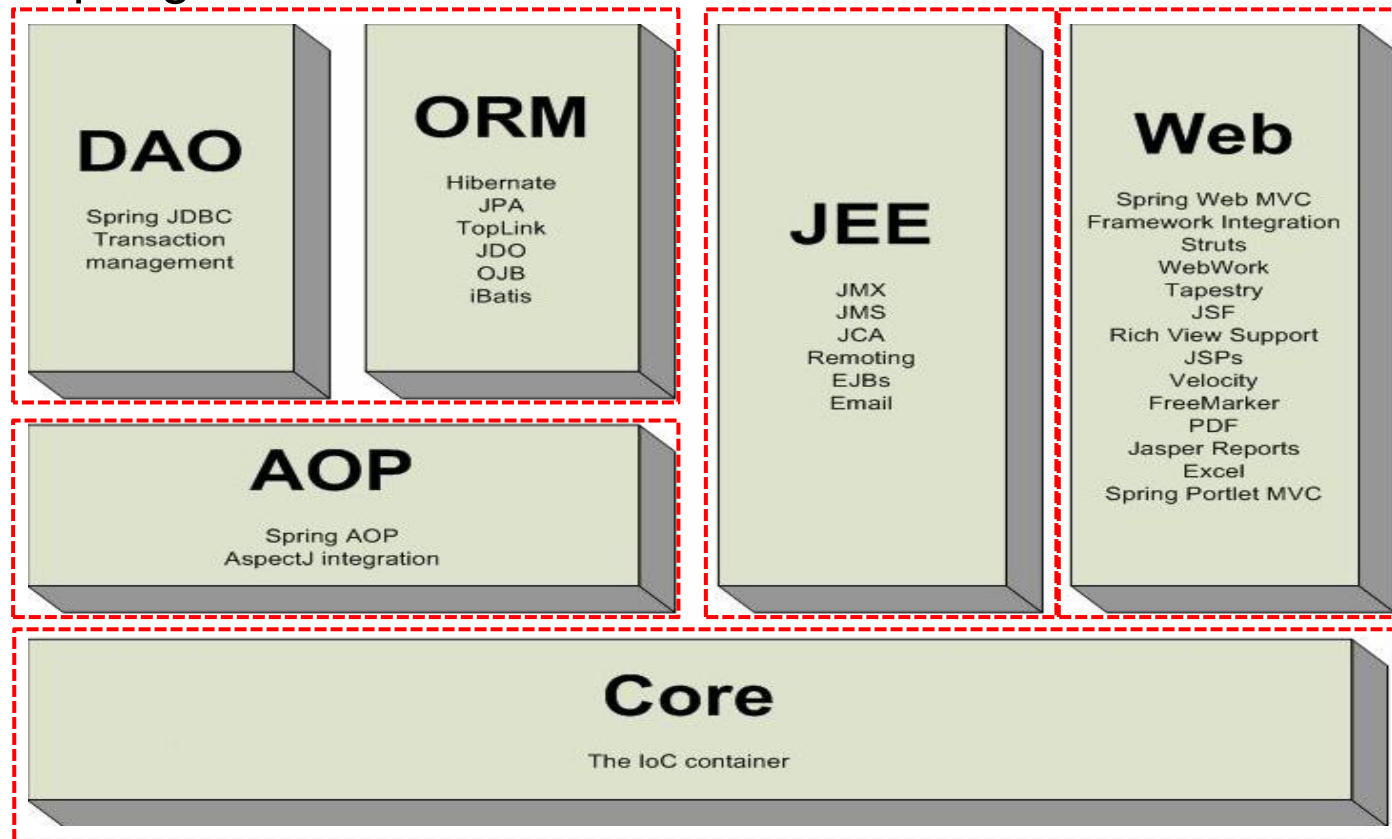 DAO
Spring JDBC
Transaction
management
ORM
Hibernate
JPA
TopLink
JDO
OJB
iBatis
JEE
JMX
JMS
JCA
Remoting
EJBs
Email
Web
Spring Web MVC
Framework Integration
Struts
WebWork
Tapestry
JSF
Rich View Support
JSPs
Velocity
FreeMarker
PDF
Jasper Reports
Excel
Spring Portlet MVC
AOP
Spring AOP
AspectJ integration
Core
The IoC container